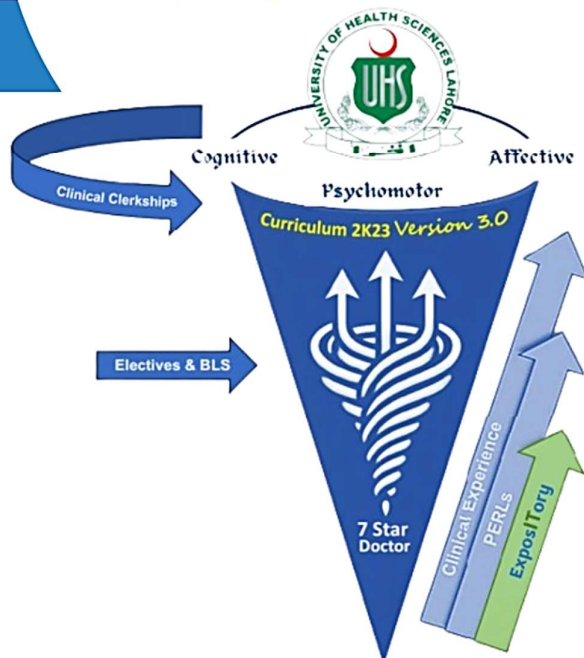 UNIVERSITY OF HEALTH SCIENCES LAHORE
UHS
Cognitive
Affective
Psychomotor
Clinical Clerkships
Curriculum 2K23 Version 3.0
Electives & BLS
7 Star
Doctor
Clinical Experience
PERLs
ExposITory